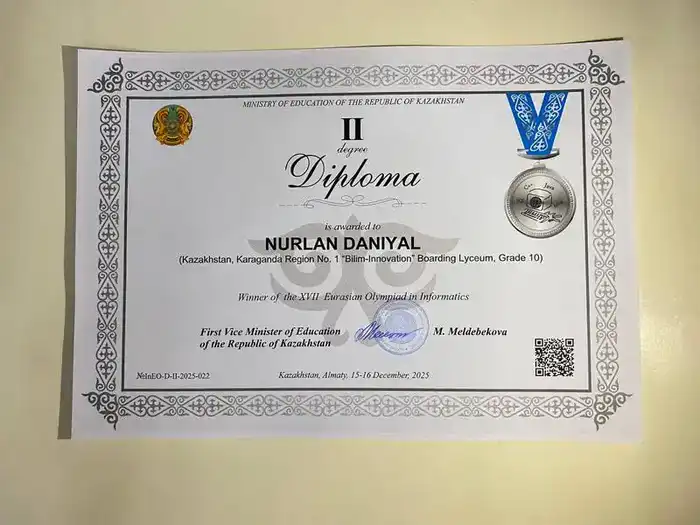 MINISTRY OF EDUCATION OF THE REPUBLIC OF KAZAKHSTAN
II
degree
Diploma
is awarded to
NURLAN DANIYAL
(Kazakhstan, Karaganda Region No. 1 "Bilim-Innovation" Boarding Lyceum, Grade 10)
Winner of the XVII Eurasian Olympiad in Informatics
First Vice Minister of Education
of the Republic of Kazakhstan
M. Meldebekova
№InEO-D-II-2025-022
Kazakhstan, Almaty, 15-16 December, 2025